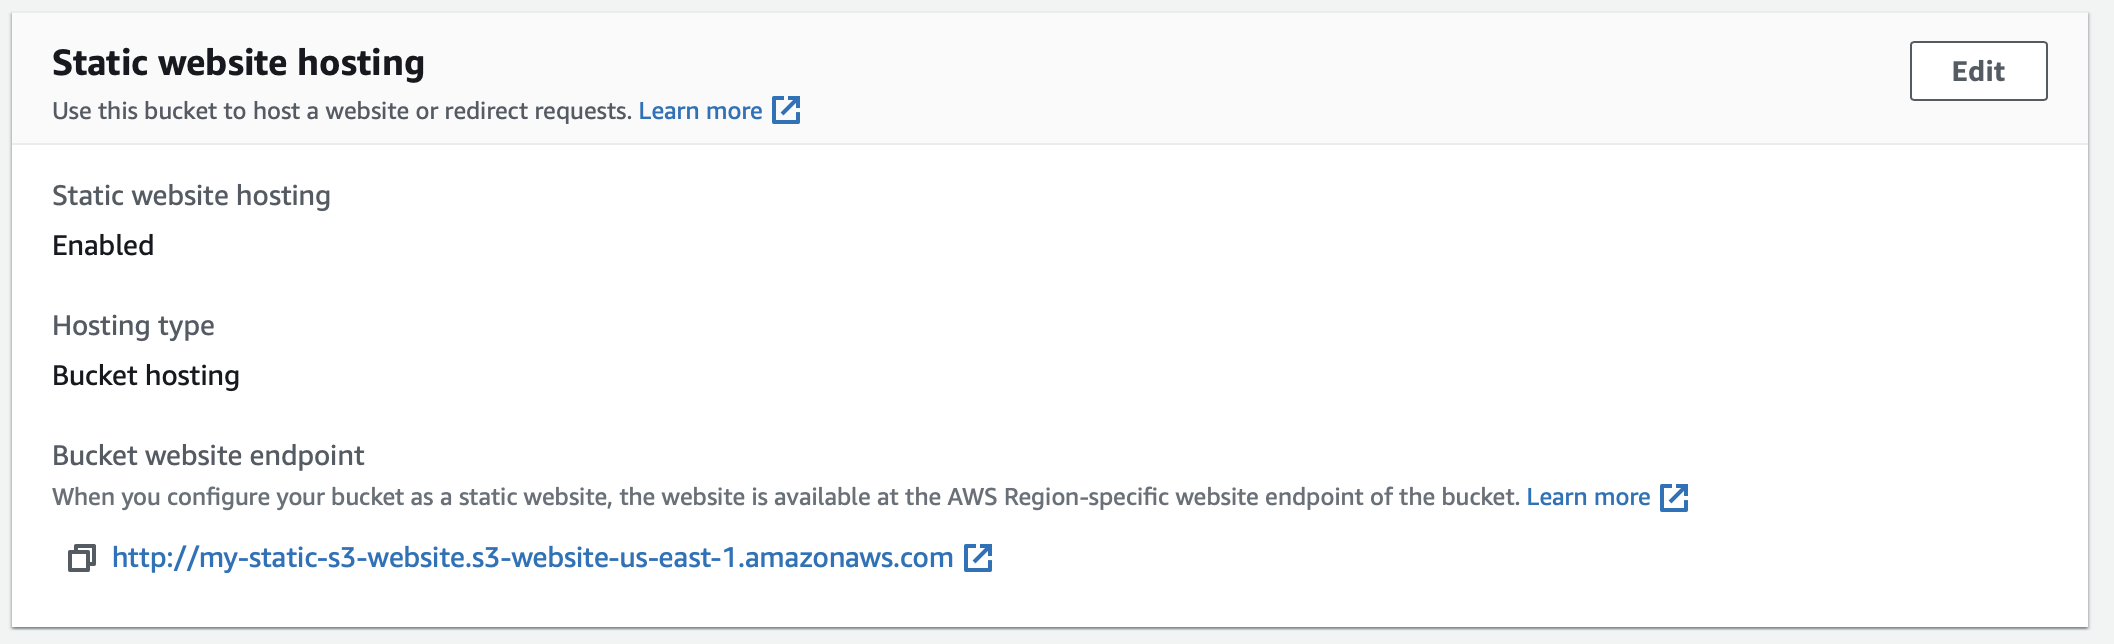 Static website hosting
Edit
Use this bucket to host a website or redirect requests. Learn more
Static website hosting
Enabled
Hosting type
Bucket hosting
Bucket website endpoint
When you configure your bucket as a static website, the website is available at the AWS Region-specific website endpoint of the bucket. Learn more
http://my-static-s3-website.s3-website-us-east-1.amazonaws.com